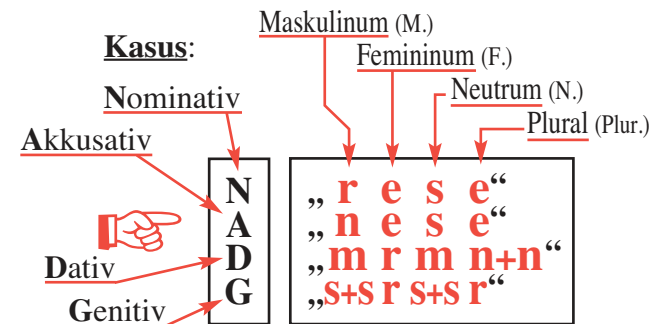 Maskulinum (M.)
Kasus:
Femininum (F.)
Nominativ
Neutrum (N.)
Plural (Plur.)
Akkusativ
N „ r e s e“
A „ n e s e“
D „ m r m n+n“
G „s+s r s+s r“
Dativ
Genitiv